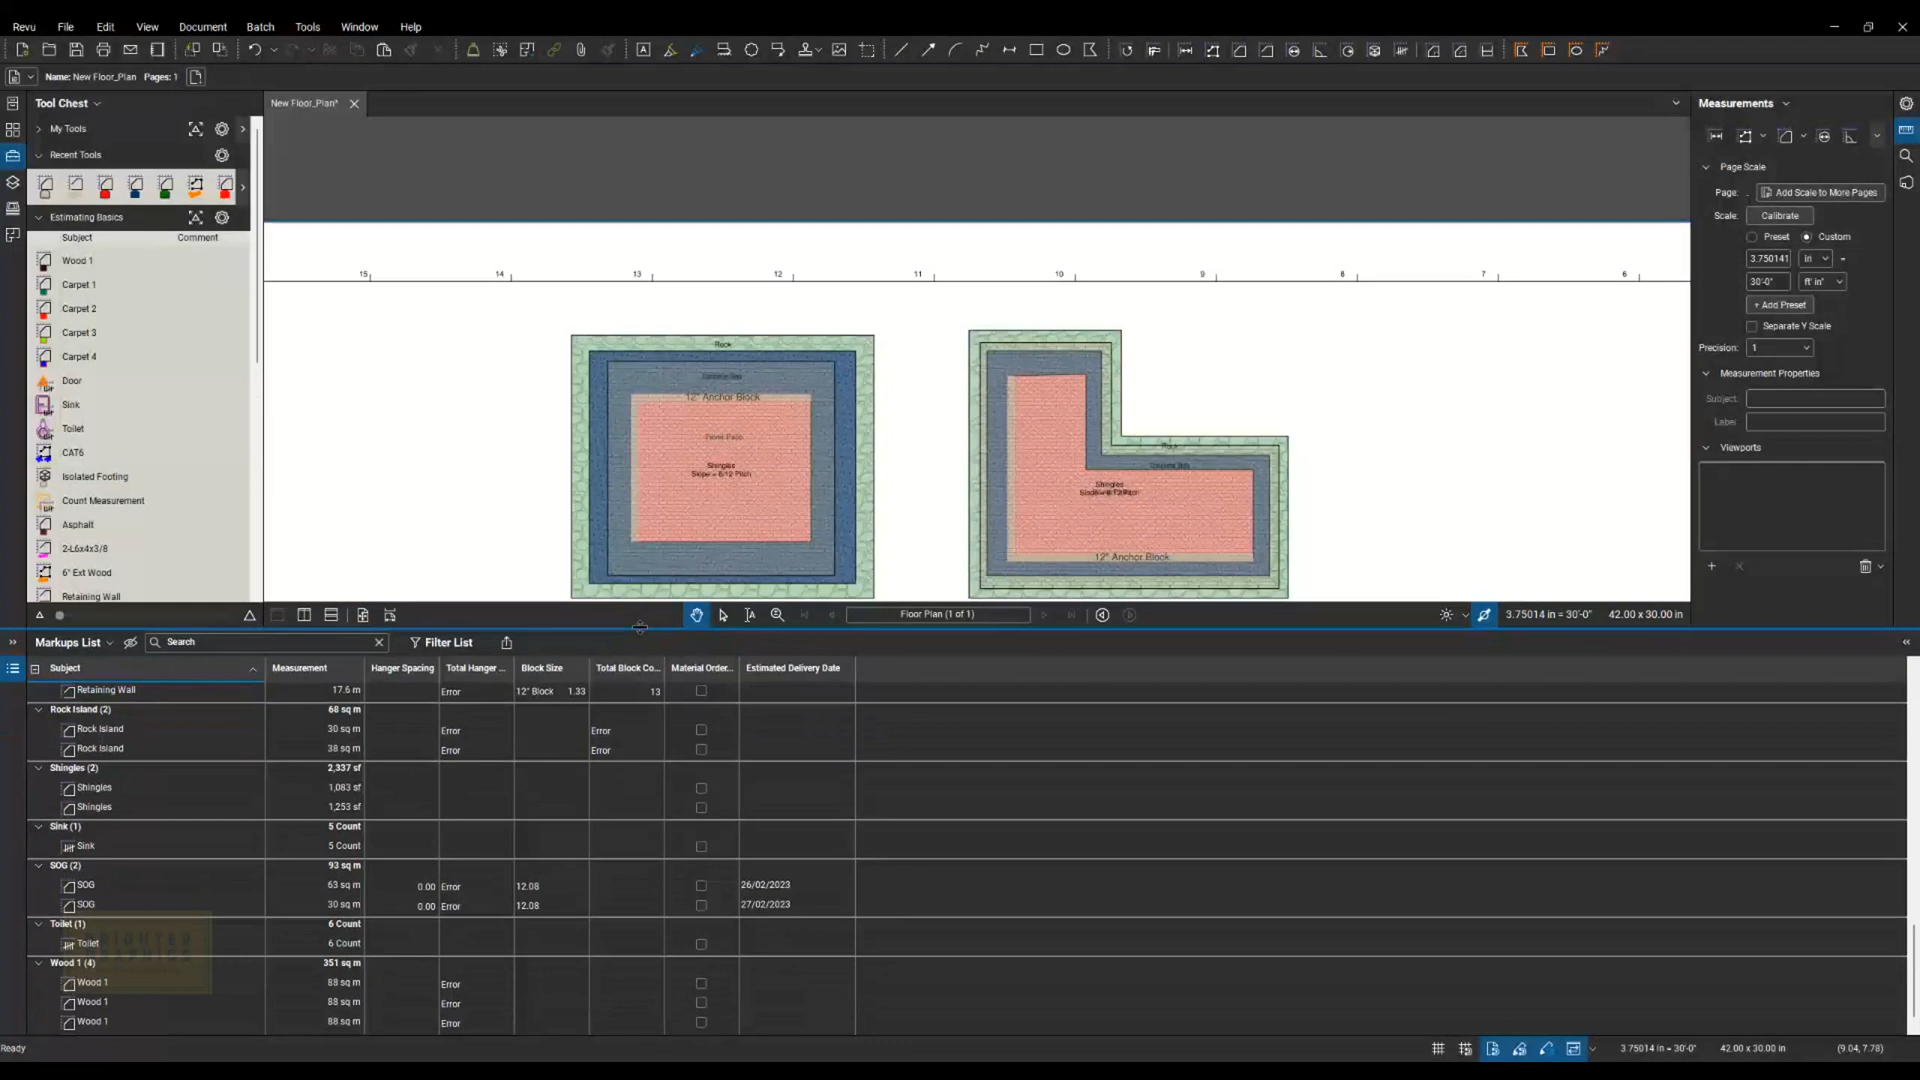 Revu File Edit View Document Batch Tools Window Help
Name: New Floor_Plan Pages: 1
Tool Chest
My Tools
Recent Tools
Estimating Basics
Subject Comment
Wood 1
Carpet 1
Carpet 2
Carpet 3
Carpet 4
Door
Sink
Toilet
CAT6
Isolated Footing
Count Measurement
Asphalt
2-L6x4x3/8
6" Ext Wood
Retaining Wall
New Floor_Plan*
15 14 13 12 11 10 9 8 7 6
Rock
12" Anchor Block
Shingles
Slope = 6/12 Pitch
Rock
Shingles
12" Anchor Block
Floor Plan (1 of 1)
3.75014 in = 30'-0" 42.00 x 30.00 in
Measurements
Page Scale
Page: Add Scale to More Pages
Scale: Calibrate
Preset Custom
3.750141 in =
30'-0" ft' in"
+ Add Preset
Separate Y Scale
Precision: 1
Measurement Properties
Subject:
Label:
Viewports
Markups List Search Filter List
Subject Measurement Hanger Spacing Total Hanger ... Block Size Total Block Co... Material Order... Estimated Delivery Date
Retaining Wall 17.6 m Error 12" Block 1.33 13
Rock Island (2) 68 sq m
Rock Island 30 sq m Error Error
Rock Island 38 sq m Error Error
Shingles (2) 2,337 sf
Shingles 1,083 sf
Shingles 1,253 sf
Sink (1) 5 Count
Sink 5 Count
SOG (2) 93 sq m
SOG 63 sq m 0.00 Error 12.08 26/02/2023
SOG 30 sq m 0.00 Error 12.08 27/02/2023
Toilet (1) 6 Count
Toilet 6 Count
Wood 1 (4) 351 sq m
Wood 1 88 sq m Error
Wood 1 88 sq m Error
Wood 1 88 sq m Error
BRIGHTER
GRAPHICS
Ready 3.75014 in = 30'-0" 42.00 x 30.00 in (9.04, 7.78)